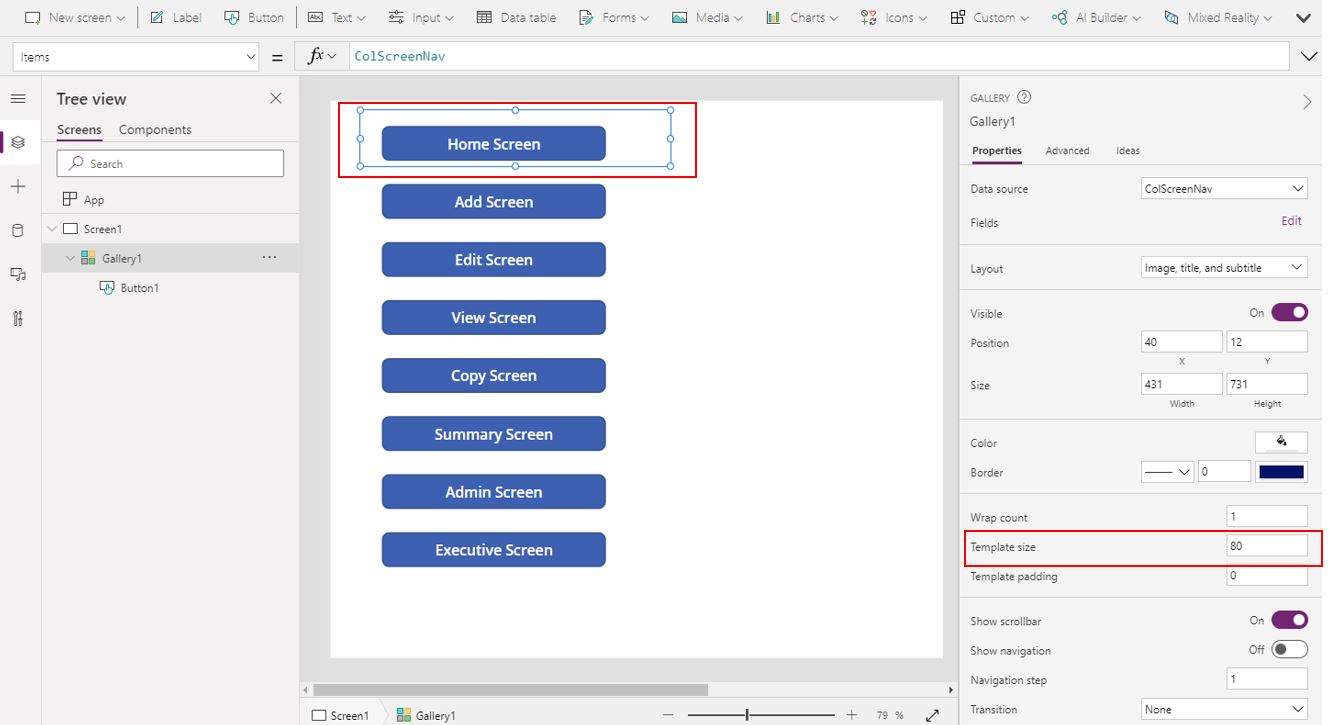 New screen Label Button Text Input Data table Forms Media Charts Icons Custom AI Builder Mixed Reality
Items = fx ColScreenNav
Tree view
Screens Components
Search
App
Screen1
Gallery1 ...
Button1
Home Screen
Add Screen
Edit Screen
View Screen
Copy Screen
Summary Screen
Admin Screen
Executive Screen
Screen1 Gallery1 79 %
GALLERY ?
Gallery1
Properties Advanced Ideas
Data source ColScreenNav
Fields Edit
Layout Image, title, and subtitle
Visible On
Position 40 12
X Y
Size 431 731
Width Height
Color
Border 0
Wrap count 1
Template size 80
Template padding 0
Show scrollbar On
Show navigation Off
Navigation step 1
Transition None